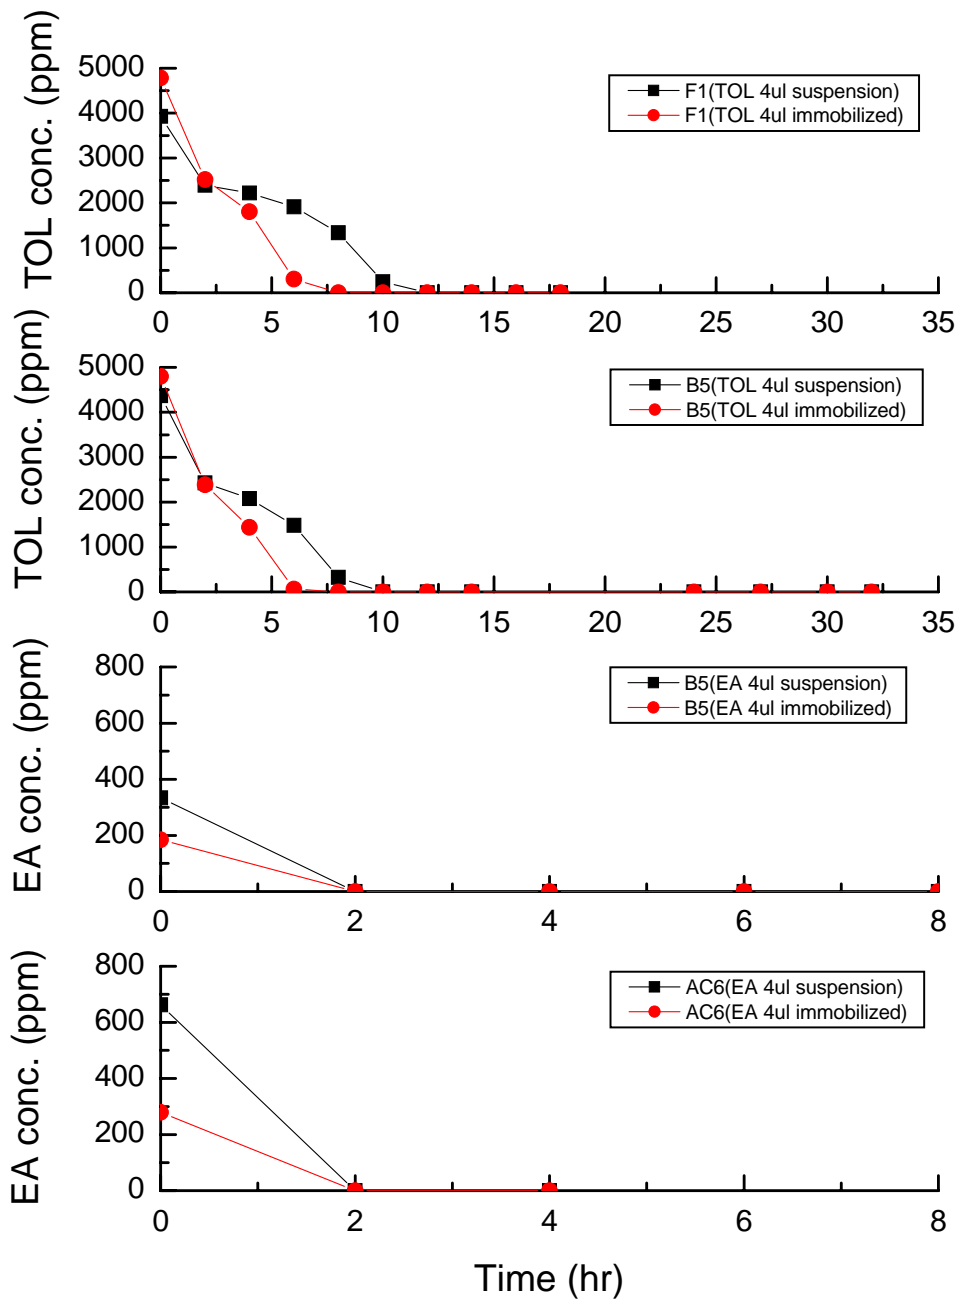 TOL conc. (ppm)
5000
4000
3000
2000
1000
0
F1(TOL 4ul suspension)
F1(TOL 4ul immobilized)
0 5 10 15 20 25 30 35
TOL conc. (ppm)
5000
4000
3000
2000
1000
0
B5(TOL 4ul suspension)
B5(TOL 4ul immobilized)
0 5 10 15 20 25 30 35
EA conc. (ppm)
800
600
400
200
0
B5(EA 4ul suspension)
B5(EA 4ul immobilized)
0 2 4 6 8
EA conc. (ppm)
800
600
400
200
0
AC6(EA 4ul suspension)
AC6(EA 4ul immobilized)
0 2 4 6 8
Time (hr)